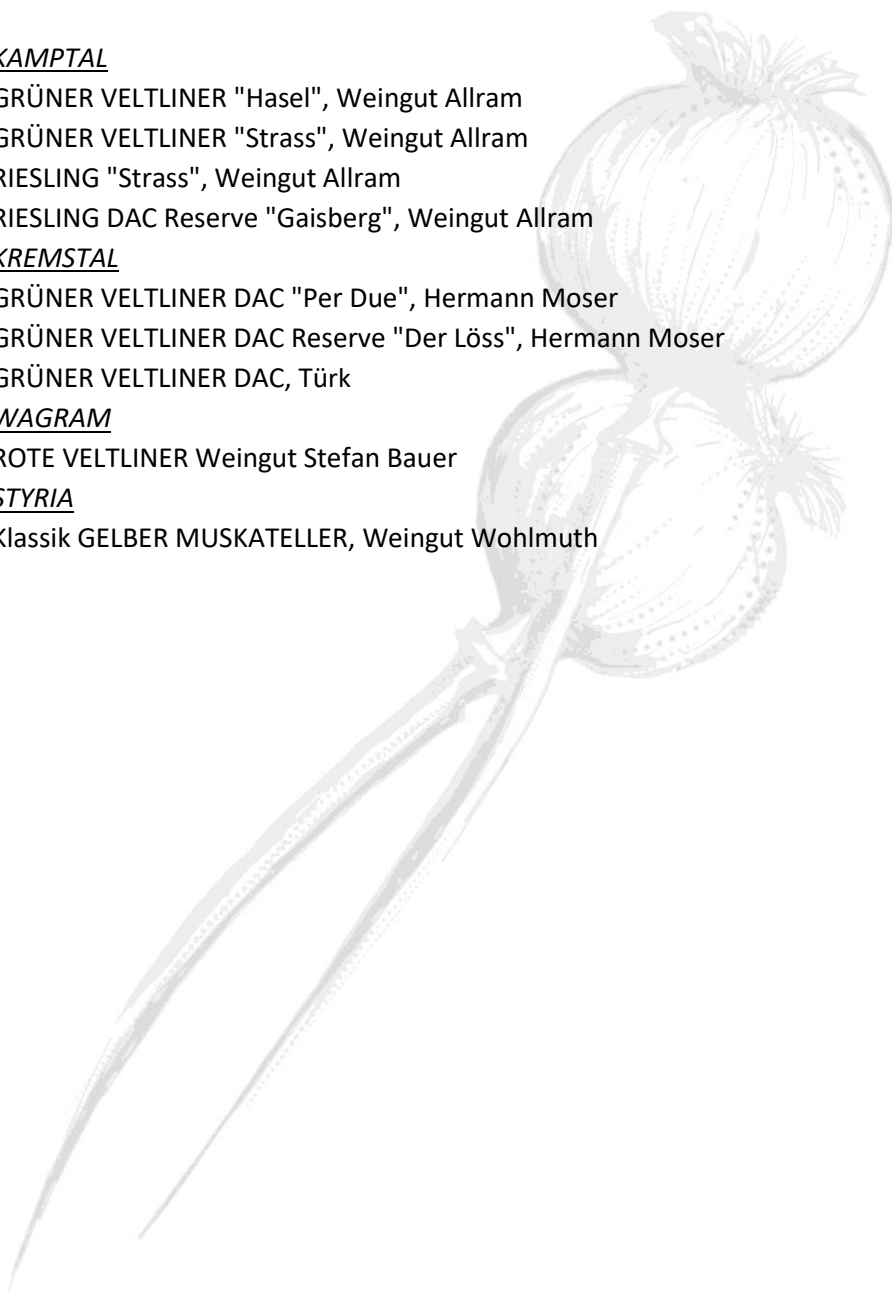 KAMPTAL
GRÜNER VELTLINER "Hasel", Weingut Allram
GRÜNER VELTLINER "Strass", Weingut Allram
RIESLING "Strass", Weingut Allram
RIESLING DAC Reserve "Gaisberg", Weingut Allram
KREMSTAL
GRÜNER VELTLINER DAC "Per Due", Hermann Moser
GRÜNER VELTLINER DAC Reserve "Der Löss", Hermann Moser
GRÜNER VELTLINER DAC, Türk
WAGRAM
ROTE VELTLINER Weingut Stefan Bauer
STYRIA
Klassik GELBER MUSKATELLER, Weingut Wohlmuth